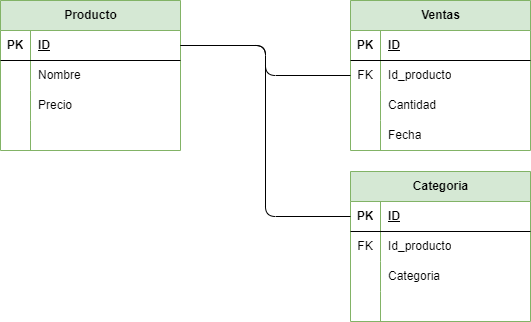 Producto
PK ID
Nombre
Precio
Ventas
PK ID
FK Id_producto
Cantidad
Fecha
Categoria
PK ID
FK Id_producto
Categoria